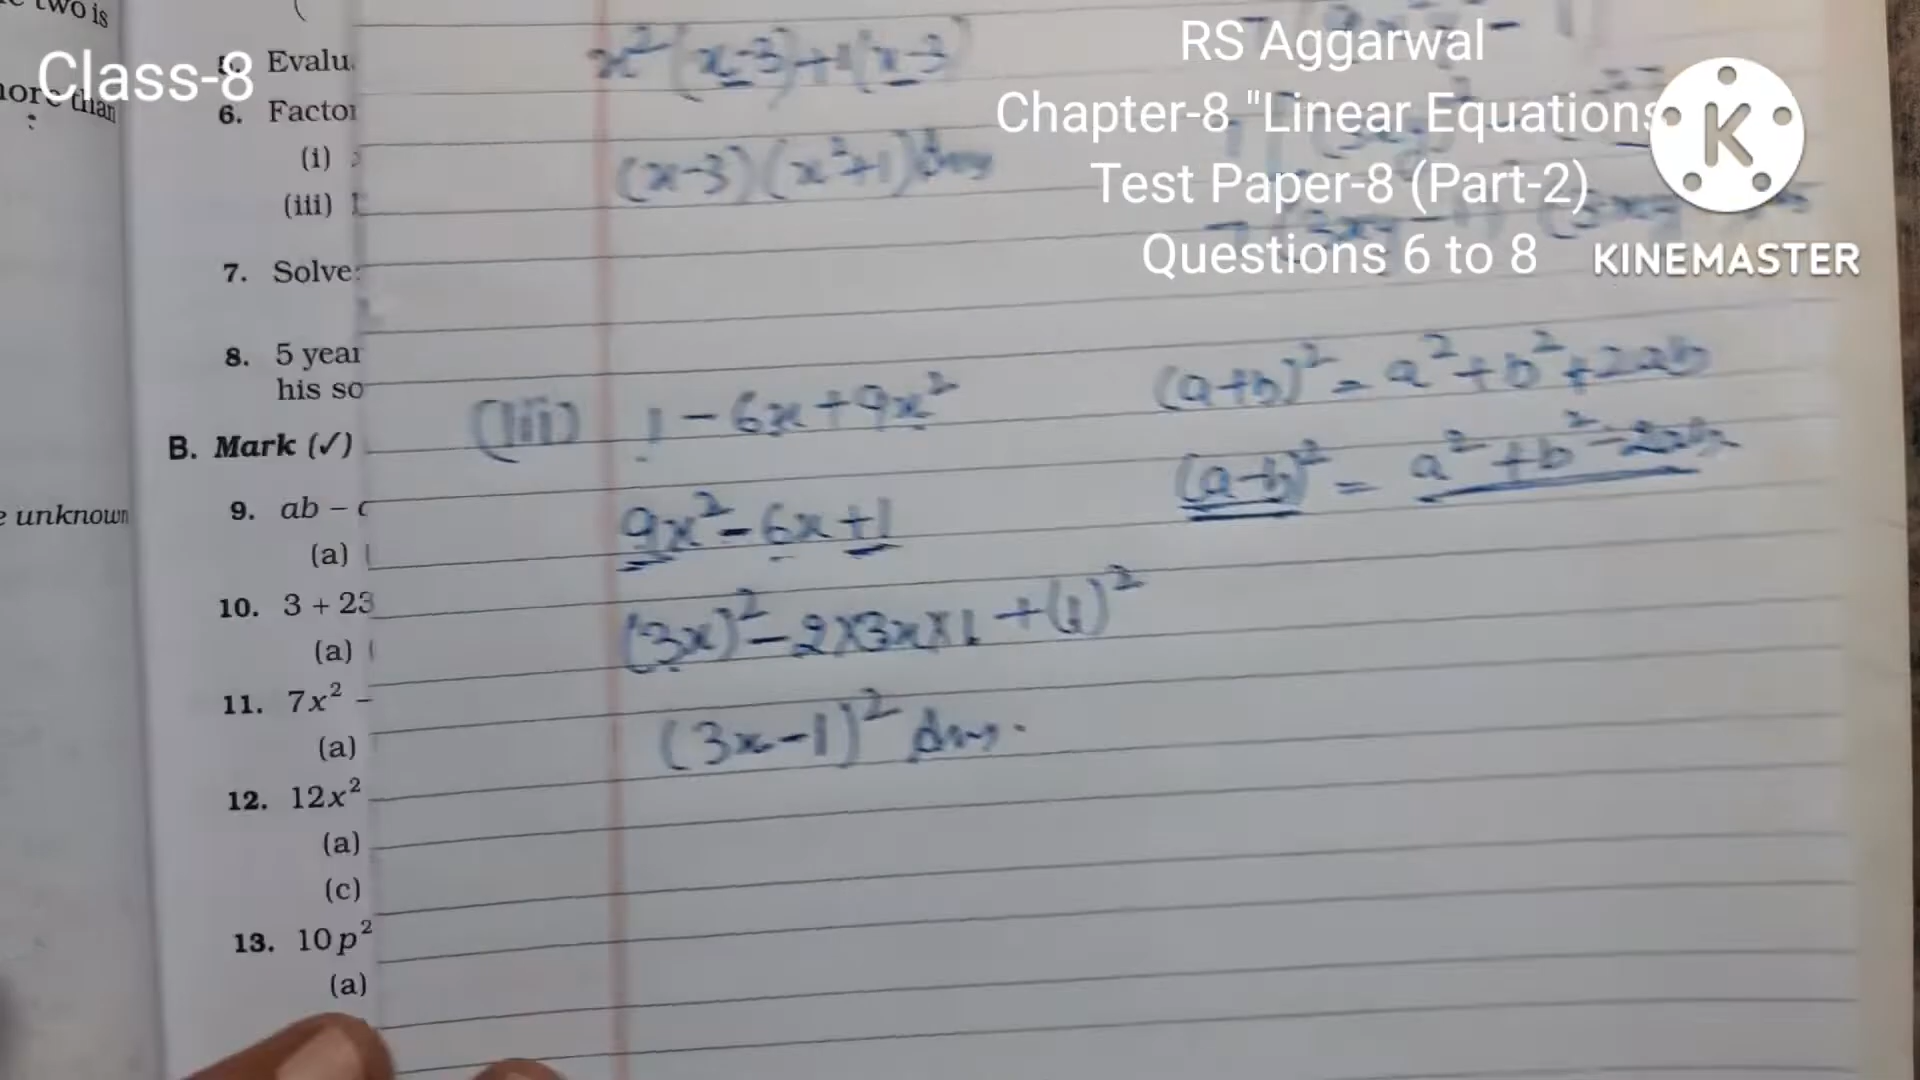 two is
more than
unknown
Class-8
Evalu
6. Factor
(i)
(iii)
7. Solve:
8. 5 year
his so
B. Mark (✓)
9. ab –
(a)
10. 3 + 23
(a)
11. 7x² –
(a)
12. 12x²
(a)
(c)
13. 10p²
(a)
x²(x-3)+1(x-3)
(x-3)(x²+1) Ans
(iii) 1 - 6x + 9x²
9x² - 6x + 1
(3x)² - 2×3x×1 + (1)²
(3x-1)² Ans.
(a+b)² = a²+b²+2ab
(a-b)² = a²+b²-2ab
RS Aggarwal
Chapter-8 "Linear Equations
Test Paper-8 (Part-2)
Questions 6 to 8
K
KINEMASTER